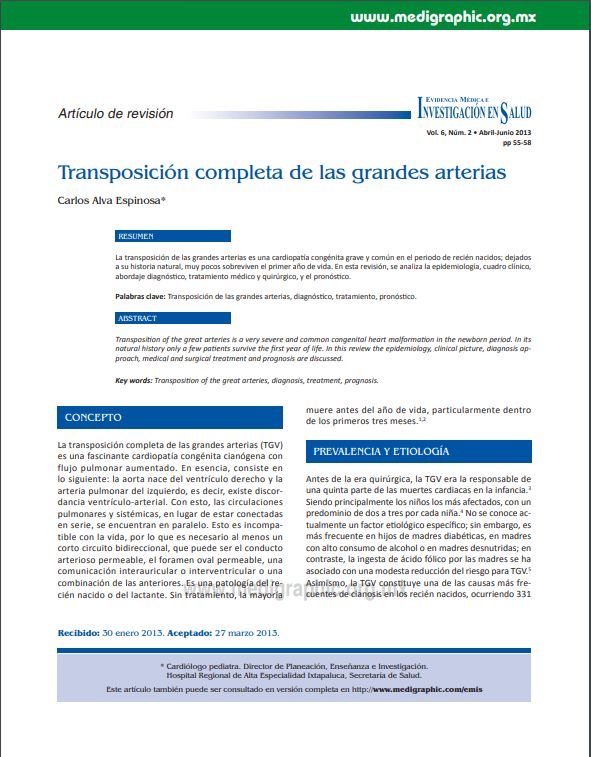 www.medigraphic.org.mx
Artículo de revisión
Evidencia Médica e
Investigación en Salud
Vol. 6, Núm. 2 • Abril-Junio 2013
pp 55-58
Transposición completa de las grandes arterias
Carlos Alva Espinosa*
RESUMEN
La transposición de las grandes arterias es una cardiopatía congénita grave y común en el periodo de recién nacidos; dejados
a su historia natural, muy pocos sobreviven el primer año de vida. En esta revisión, se analiza la epidemiología, cuadro clínico,
abordaje diagnóstico, tratamiento médico y quirúrgico, y el pronóstico.
Palabras clave: Transposición de las grandes arterias, diagnóstico, tratamiento, pronóstico.
ABSTRACT
Transposition of the great arteries is a very severe and common congenital heart malformation in the newborn period. In its
natural history only a few patients survive the first year of life. In this review the epidemiology, clinical picture, diagnosis ap-
proach, medical and surgical treatment and prognosis are discussed.
Key words: Transposition of the great arteries, diagnosis, treatment, prognosis.
CONCEPTO
La transposición completa de las grandes arterias (TGV)
es una fascinante cardiopatía congénita cianógena con
flujo pulmonar aumentado. En esencia, consiste en
lo siguiente: la aorta nace del ventrículo derecho y la
arteria pulmonar del izquierdo, es decir, existe discor-
dancia ventrículo-arterial. Con esto, las circulaciones
pulmonares y sistémicas, en lugar de estar conectadas
en serie, se encuentran en paralelo. Esto es incompa-
tible con la vida, por lo que es necesario al menos un
corto circuito bidireccional, que puede ser el conducto
arterioso permeable, el foramen oval permeable, una
comunicación interauricular o interventricular o una
combinación de las anteriores. Es una patología del re-
cién nacido o del lactante. Sin tratamiento, la mayoría
muere antes del año de vida, particularmente dentro
de los primeros tres meses.1,2
PREVALENCIA Y ETIOLOGÍA
Antes de la era quirúrgica, la TGV era la responsable de
una quinta parte de las muertes cardiacas en la infancia.3
Siendo principalmente los niños los más afectados, con un
predominio de dos a tres por cada niña.4 No se conoce ac-
tualmente un factor etiológico específico; sin embargo, es
más frecuente en hijos de madres diabéticas, en madres
con alto consumo de alcohol o en madres desnutridas; en
contraste, la ingesta de ácido fólico por las madres se ha
asociado con una modesta reducción del riesgo para TGV.5
Asimismo, la TGV constituye una de las causas más fre-
cuentes de cianosis en los recién nacidos, ocurriendo 331
www.medigraphic.org.mx
Recibido: 30 enero 2013. Aceptado: 27 marzo 2013.
* Cardiólogo pediatra. Director de Planeación, Enseñanza e Investigación.
Hospital Regional de Alta Especialidad Ixtapaluca, Secretaría de Salud.
Este artículo también puede ser consultado en versión completa en http://www.medigraphic.com/emis